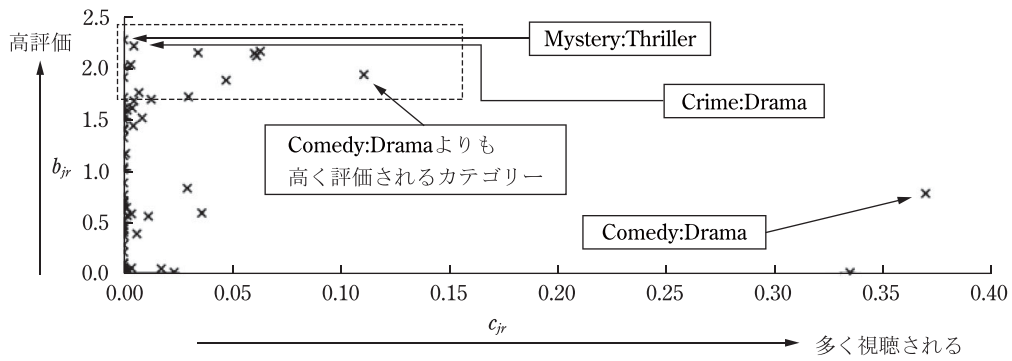 2.5
高評価
Mystery:Thriller
2.0
Crime:Drama
1.5
Comedy:Dramaよりも
高く評価されるカテゴリー
b_jr
1.0
0.5
Comedy:Drama
0.0
0.00 0.05 0.10 0.15 0.20 0.25 0.30 0.35 0.40
c_jr
多く視聴される